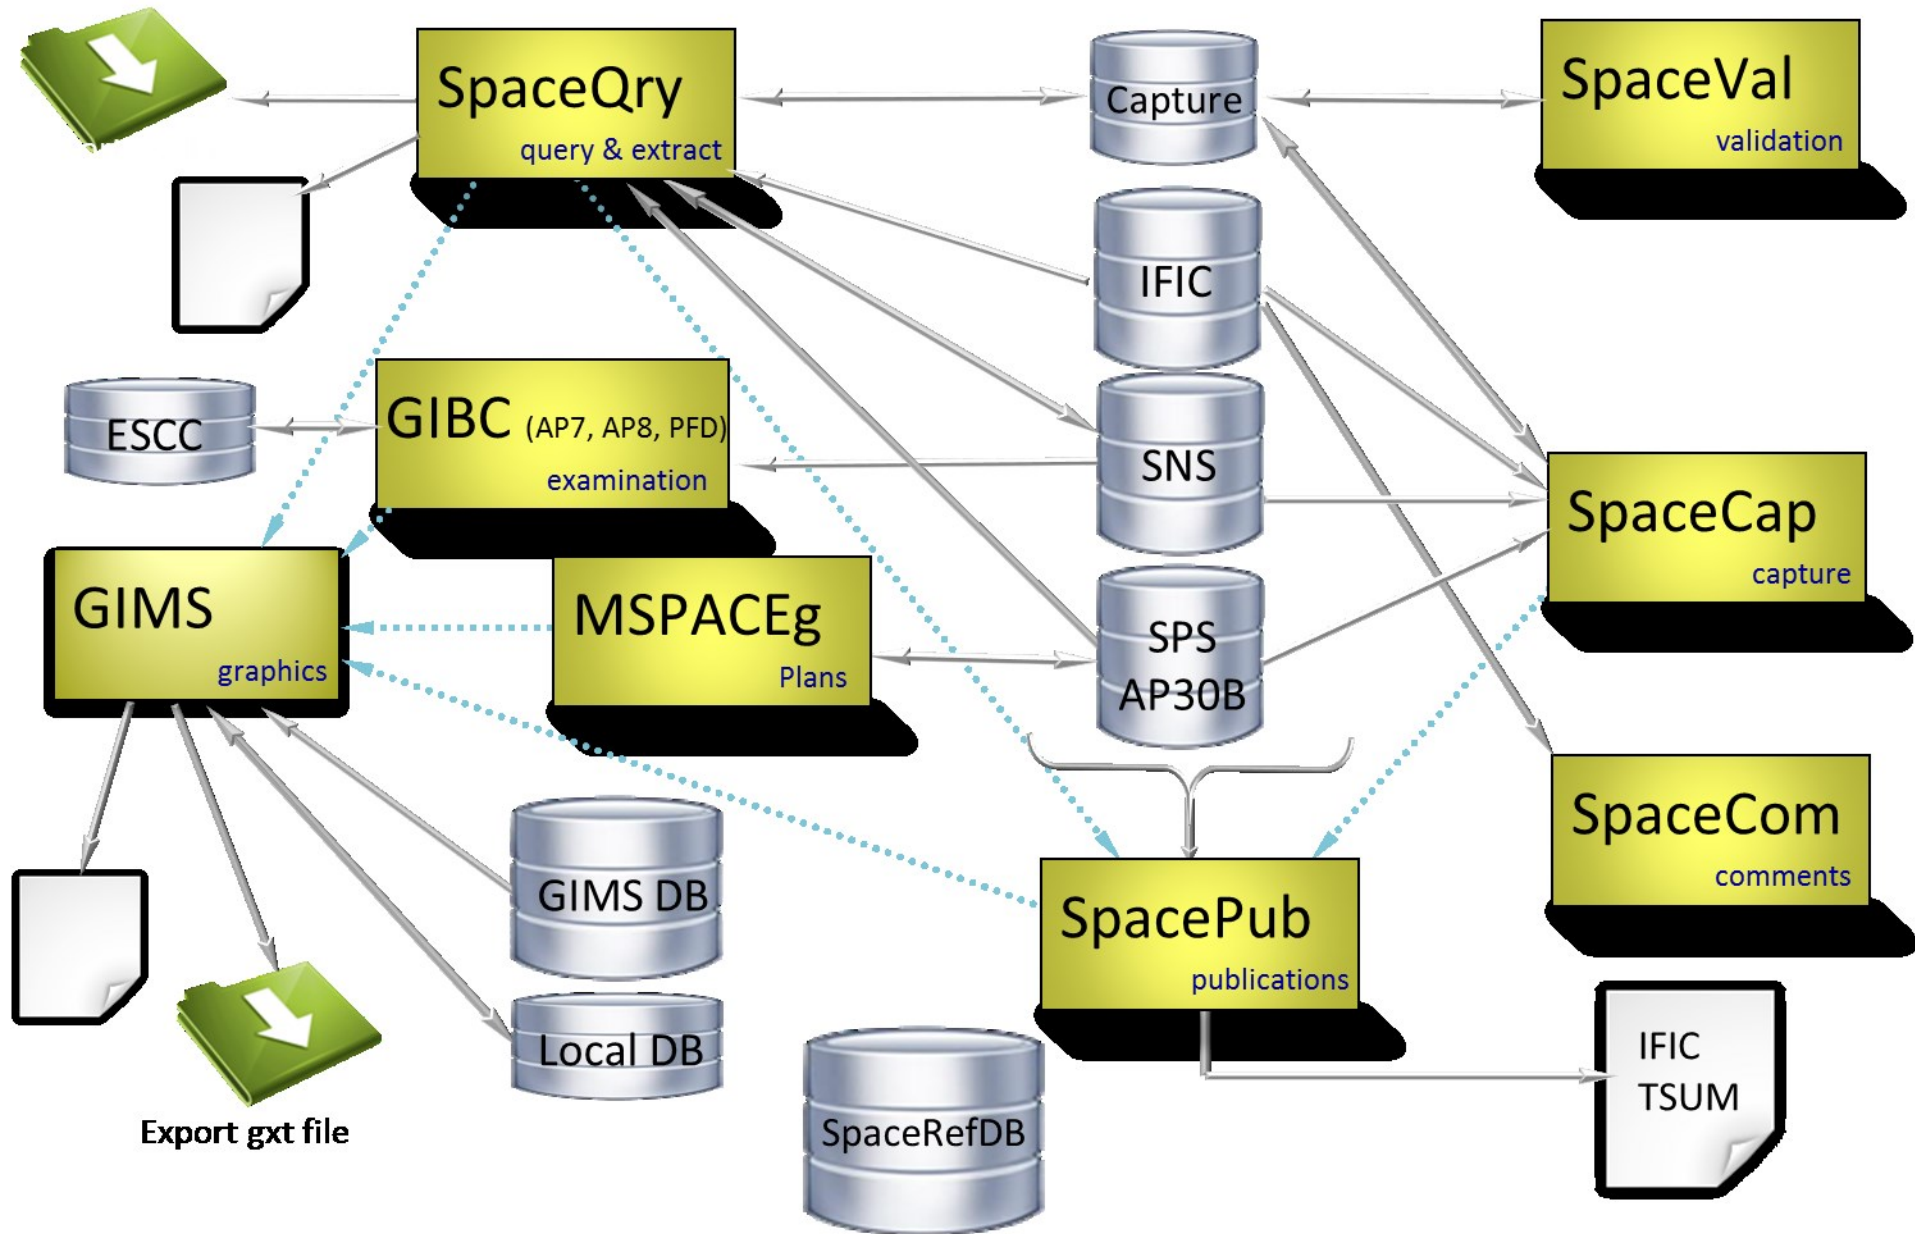 SpaceQry
query & extract
Capture
SpaceVal
validation
IFIC
ESCC
GIBC (AP7, AP8, PFD)
examination
SNS
SpaceCap
capture
GIMS
graphics
MSPACEg
Plans
SPS
AP30B
SpaceCom
comments
GIMS DB
SpacePub
publications
Local DB
Export gxt file
SpaceRefDB
IFIC
TSUM